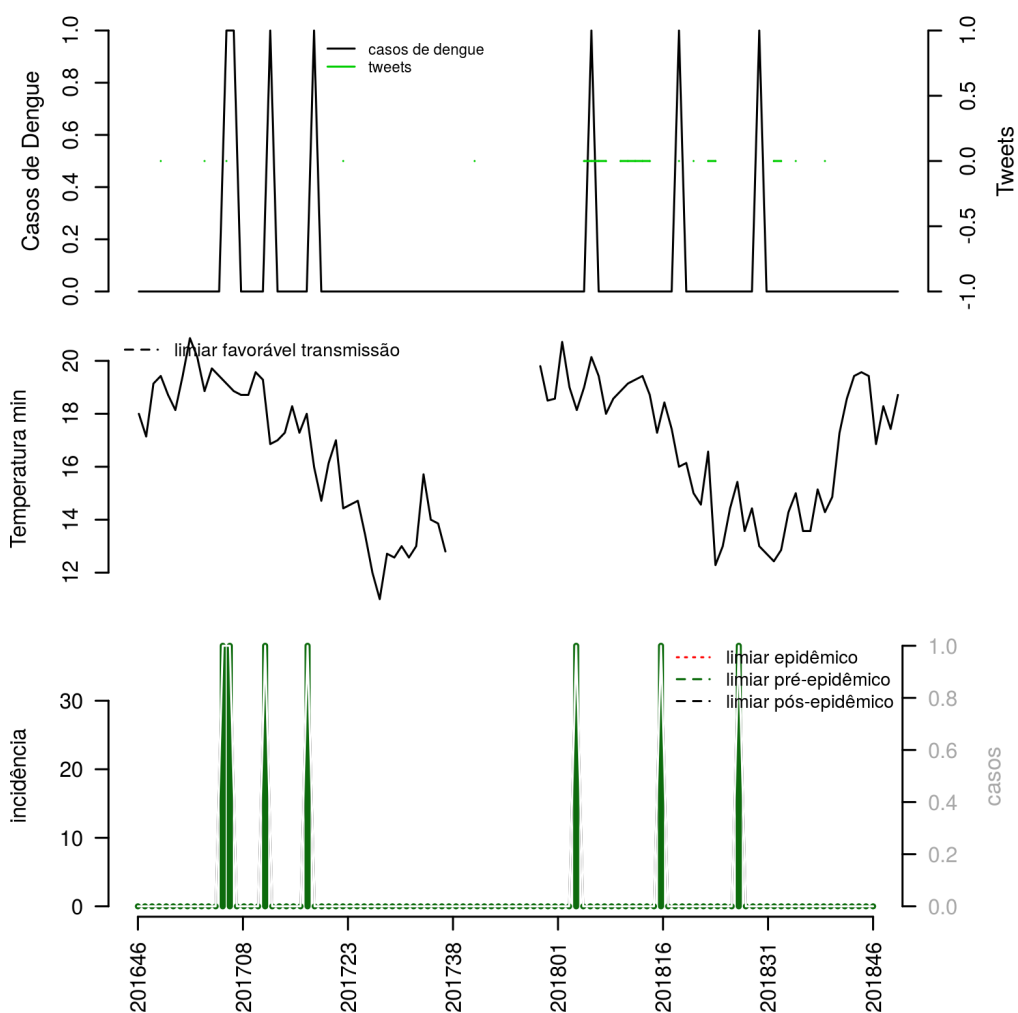 Casos de Dengue
0.0 0.2 0.4 0.6 0.8 1.0
casos de dengue
tweets
-1.0 -0.5 0.0 0.5 1.0
Tweets
Temperatura min
12 14 16 18 20
limiar favorável transmissão
incidência
30
20
10
0
limiar epidêmico
limiar pré-epidêmico
limiar pós-epidêmico
1.0
0.8
0.6
0.4
0.2
0.0
casos
201646 201708 201723 201738 201801 201816 201831 201846